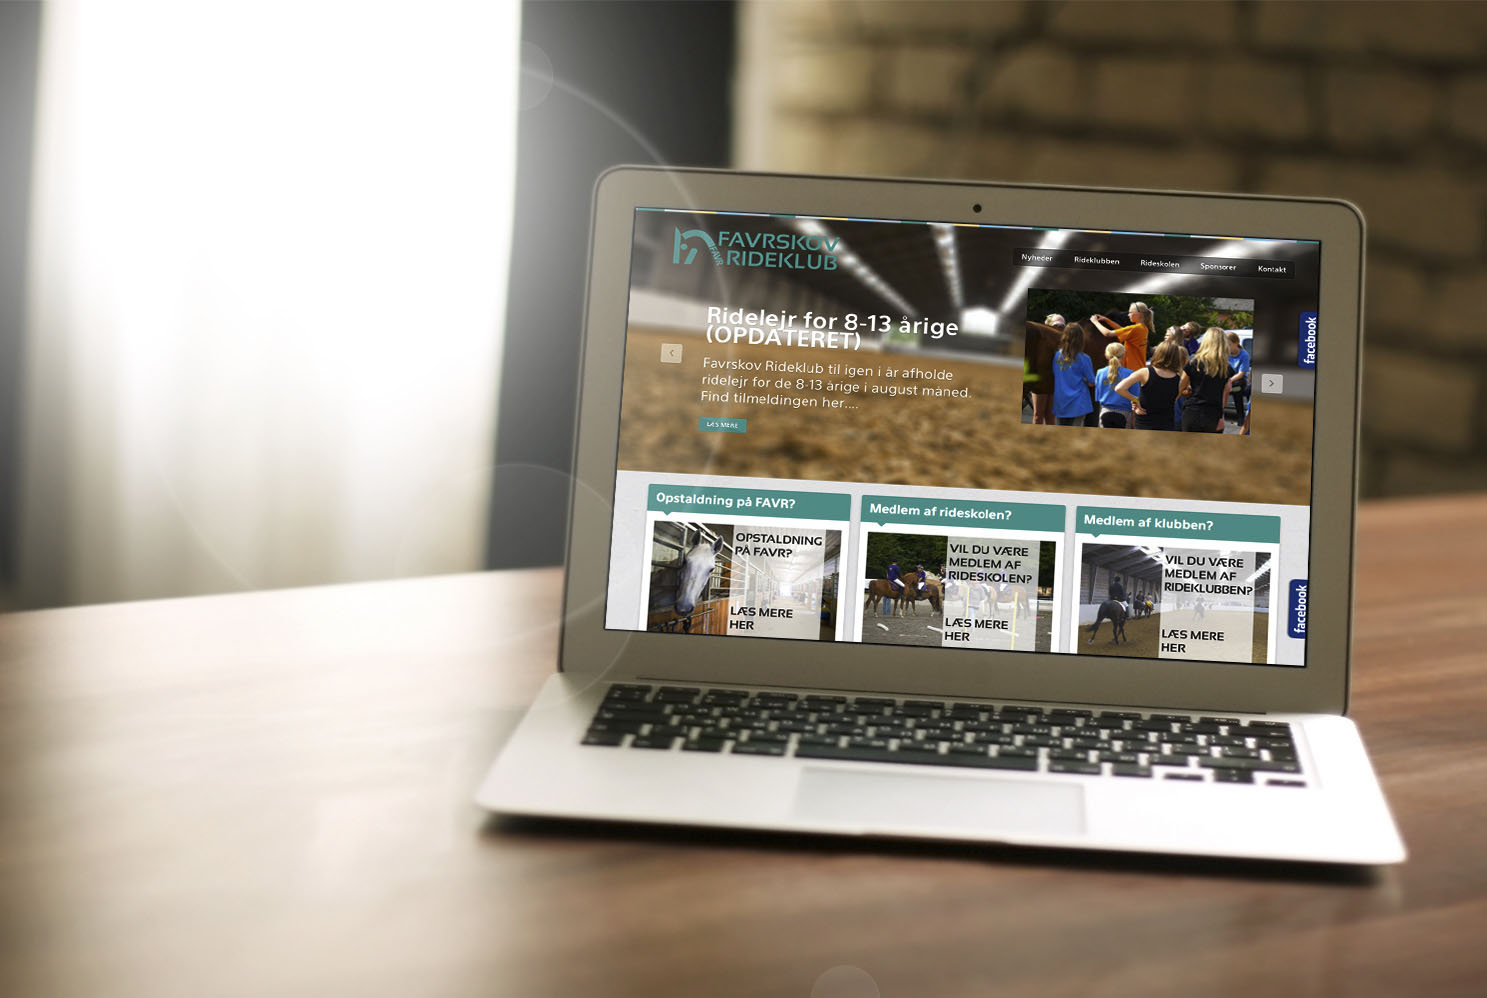 FAVRSKOV
RIDEKLUB
FAVR
Nyheder Rideklubben Rideskolen Sponsorer Kontakt
Ridelejr for 8-13 årige
(OPDATERET)
Favrskov Rideklub til igen i år afholde
ridelejr for de 8-13 årige i august måned.
Find tilmeldingen her....
LÆS MERE
facebook
Opstaldning på FAVR?
OPSTALDNING
PÅ FAVR?
LÆS MERE
HER
Medlem af rideskolen?
VIL DU VÆRE
MEDLEM AF
RIDESKOLEN?
LÆS MERE
HER
Medlem af klubben?
VIL DU VÆRE
MEDLEM AF
RIDEKLUBBEN?
LÆS MERE
HER
facebook